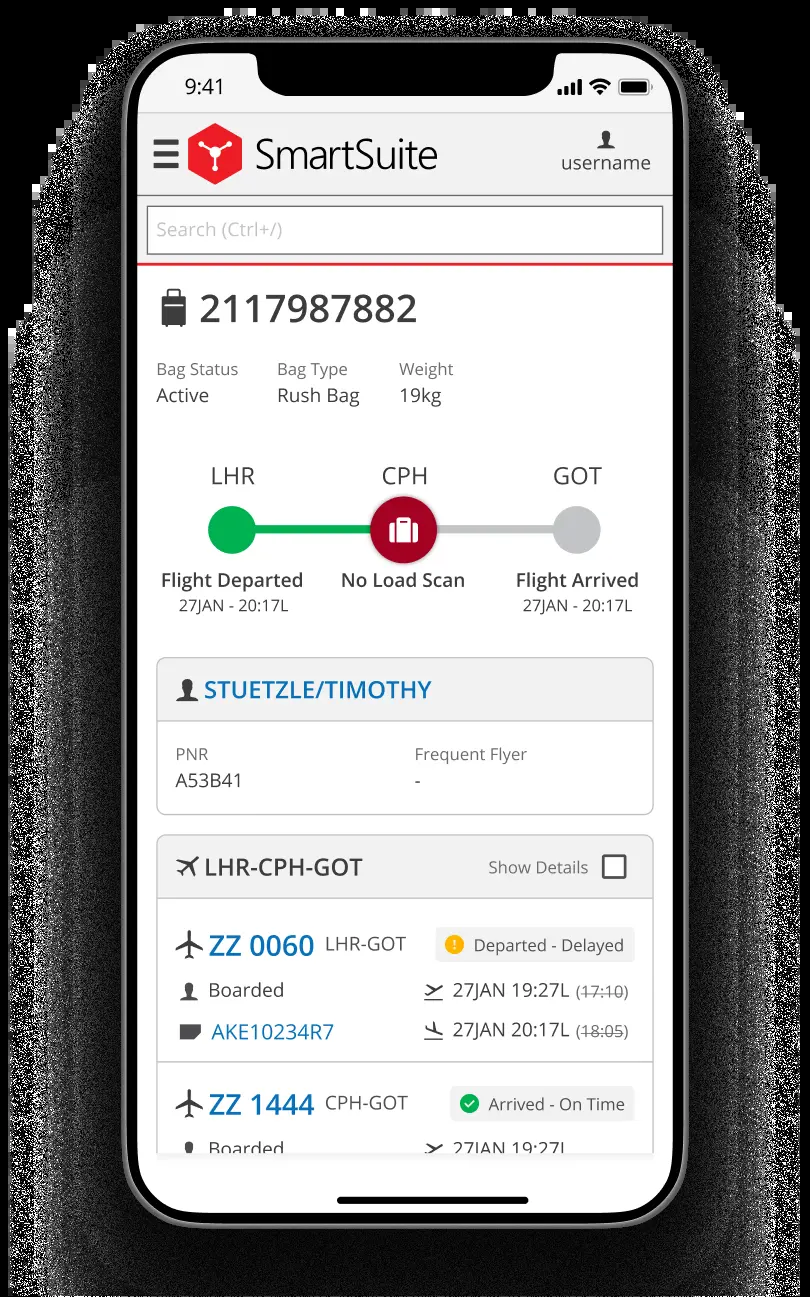 9:41
SmartSuite
username
Search (Ctrl+/)
2117987882
Bag Status Bag Type Weight
Active Rush Bag 19kg
LHR CPH GOT
Flight Departed No Load Scan Flight Arrived
27JAN - 20:17L 27JAN - 20:17L
STUETZLE/TIMOTHY
PNR Frequent Flyer
A53B41 -
LHR-CPH-GOT Show Details
ZZ 0060 LHR-GOT Departed - Delayed
Boarded 27JAN 19:27L (17:10)
AKE10234R7 27JAN 20:17L (18:05)
ZZ 1444 CPH-GOT Arrived - On Time
Boarded 27JAN 19:27L